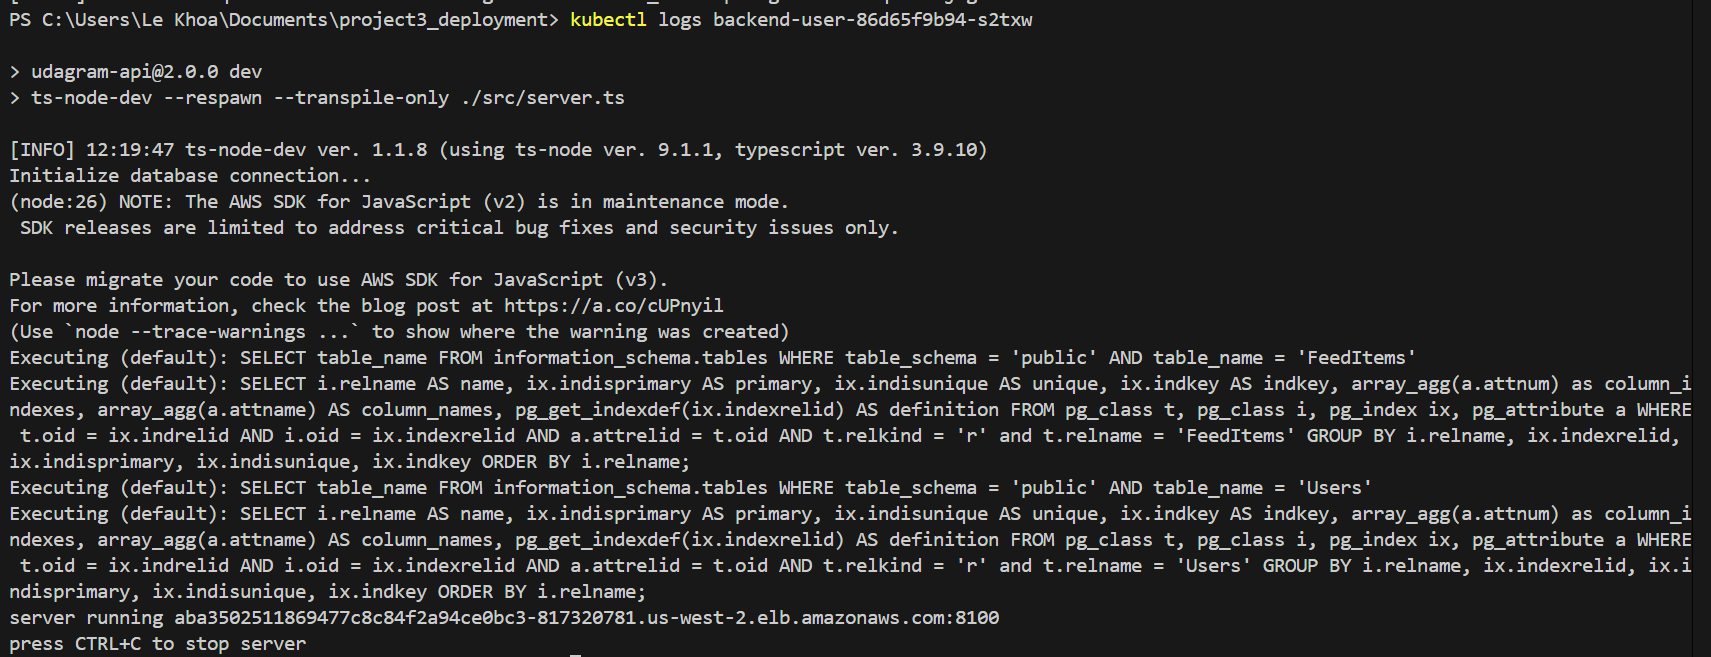 PS C:\Users\Le Khoa\Documents\project3_deployment> kubectl logs backend-user-86d65f9b94-s2txw
> udagram-api@2.0.0 dev
> ts-node-dev --respawn --transpile-only ./src/server.ts
[INFO] 12:19:47 ts-node-dev ver. 1.1.8 (using ts-node ver. 9.1.1, typescript ver. 3.9.10)
Initialize database connection...
(node:26) NOTE: The AWS SDK for JavaScript (v2) is in maintenance mode.
 SDK releases are limited to address critical bug fixes and security issues only.
Please migrate your code to use AWS SDK for JavaScript (v3).
For more information, check the blog post at https://a.co/cUPnyil
(Use `node --trace-warnings ...` to show where the warning was created)
Executing (default): SELECT table_name FROM information_schema.tables WHERE table_schema = 'public' AND table_name = 'FeedItems'
Executing (default): SELECT i.relname AS name, ix.indisprimary AS primary, ix.indisunique AS unique, ix.indkey AS indkey, array_agg(a.attnum) as column_i
ndexes, array_agg(a.attname) AS column_names, pg_get_indexdef(ix.indexrelid) AS definition FROM pg_class t, pg_class i, pg_index ix, pg_attribute a WHERE
 t.oid = ix.indrelid AND i.oid = ix.indexrelid AND a.attrelid = t.oid AND t.relkind = 'r' and t.relname = 'FeedItems' GROUP BY i.relname, ix.indexrelid,
ix.indisprimary, ix.indisunique, ix.indkey ORDER BY i.relname;
Executing (default): SELECT table_name FROM information_schema.tables WHERE table_schema = 'public' AND table_name = 'Users'
Executing (default): SELECT i.relname AS name, ix.indisprimary AS primary, ix.indisunique AS unique, ix.indkey AS indkey, array_agg(a.attnum) as column_i
ndexes, array_agg(a.attname) AS column_names, pg_get_indexdef(ix.indexrelid) AS definition FROM pg_class t, pg_class i, pg_index ix, pg_attribute a WHERE
 t.oid = ix.indrelid AND i.oid = ix.indexrelid AND a.attrelid = t.oid AND t.relkind = 'r' and t.relname = 'Users' GROUP BY i.relname, ix.indexrelid, ix.i
ndisprimary, ix.indisunique, ix.indkey ORDER BY i.relname;
server running aba3502511869477c8c84f2a94ce0bc3-817320781.us-west-2.elb.amazonaws.com:8100
press CTRL+C to stop server